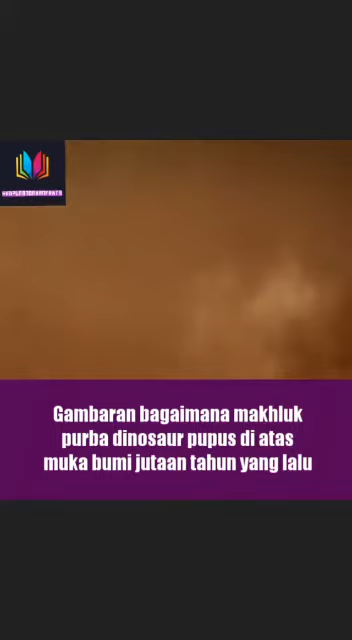 Gambaran bagaimana makhluk
purba dinosaur pupus di atas
muka bumi jutaan tahun yang lalu